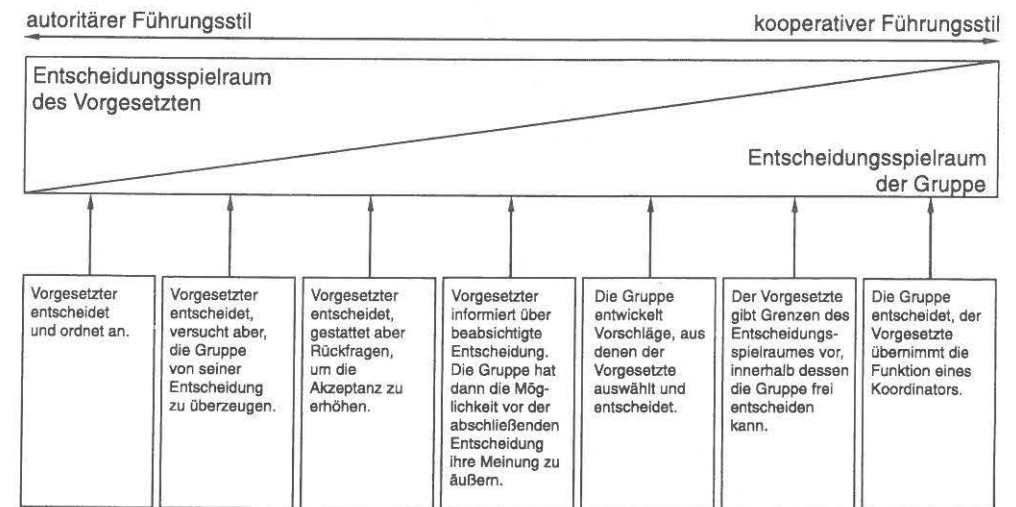 autoritärer Führungsstil
kooperativer Führungsstil
Entscheidungsspielraum
des Vorgesetzten
Entscheidungsspielraum
der Gruppe
Vorgesetzter
entscheidet
und ordnet an.
Vorgesetzter
entscheidet,
versucht aber,
die Gruppe
von seiner
Entscheidung
zu überzeugen.
Vorgesetzter
entscheidet,
gestattet aber
Rückfragen,
um die
Akzeptanz zu
erhöhen.
Vorgesetzter
informiert über
beabsichtigte
Entscheidung.
Die Gruppe hat
dann die Mög-
lichkeit vor der
abschließenden
Entscheidung
ihre Meinung zu
äußern.
Die Gruppe
entwickelt
Vorschläge, aus
denen der
Vorgesetzte
auswählt und
entscheidet.
Der Vorgesetzte
gibt Grenzen des
Entscheidungs-
spielraumes vor,
innerhalb dessen
die Gruppe frei
entscheiden
kann.
Die Gruppe
entscheidet, der
Vorgesetzte
übernimmt die
Funktion eines
Koordinators.